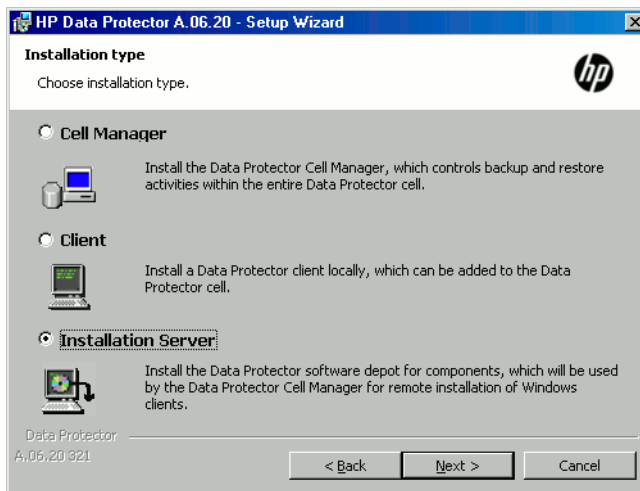 HP Data Protector A.06.20 - Setup Wizard
Installation type
Choose installation type.
hp
Cell Manager
Install the Data Protector Cell Manager, which controls backup and restore
activities within the entire Data Protector cell.
Client
Install a Data Protector client locally, which can be added to the Data
Protector cell.
Installation Server
Install the Data Protector software depot for components, which will be used
by the Data Protector Cell Manager for remote installation of Windows
clients.
Data Protector
A.06.20 321
< Back
Next >
Cancel